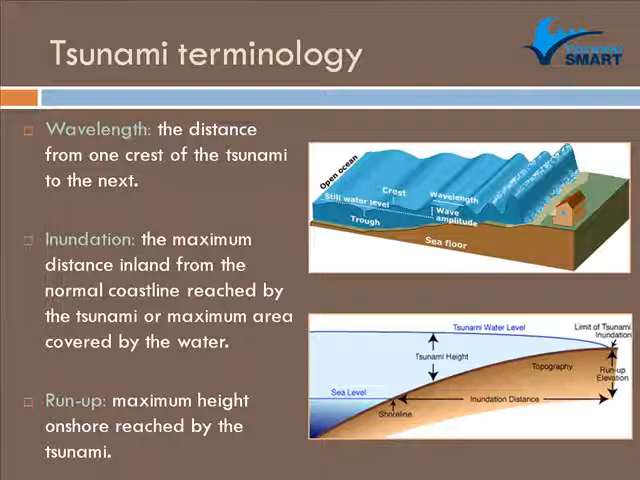 Tsunami terminology
TSUNAMI
SMART
Wavelength: the distance
from one crest of the tsunami
to the next.
Inundation: the maximum
distance inland from the
normal coastline reached by
the tsunami or maximum area
covered by the water.
Run-up: maximum height
onshore reached by the
tsunami.
Open ocean
Crest
Wavelength
Still water level
Wave
amplitude
Trough
Sea floor
Tsunami Water Level
Limit of Tsunami
Inundation
Tsunami Height
Topography
Run-up
Elevation
Sea Level
Inundation Distance
Shoreline